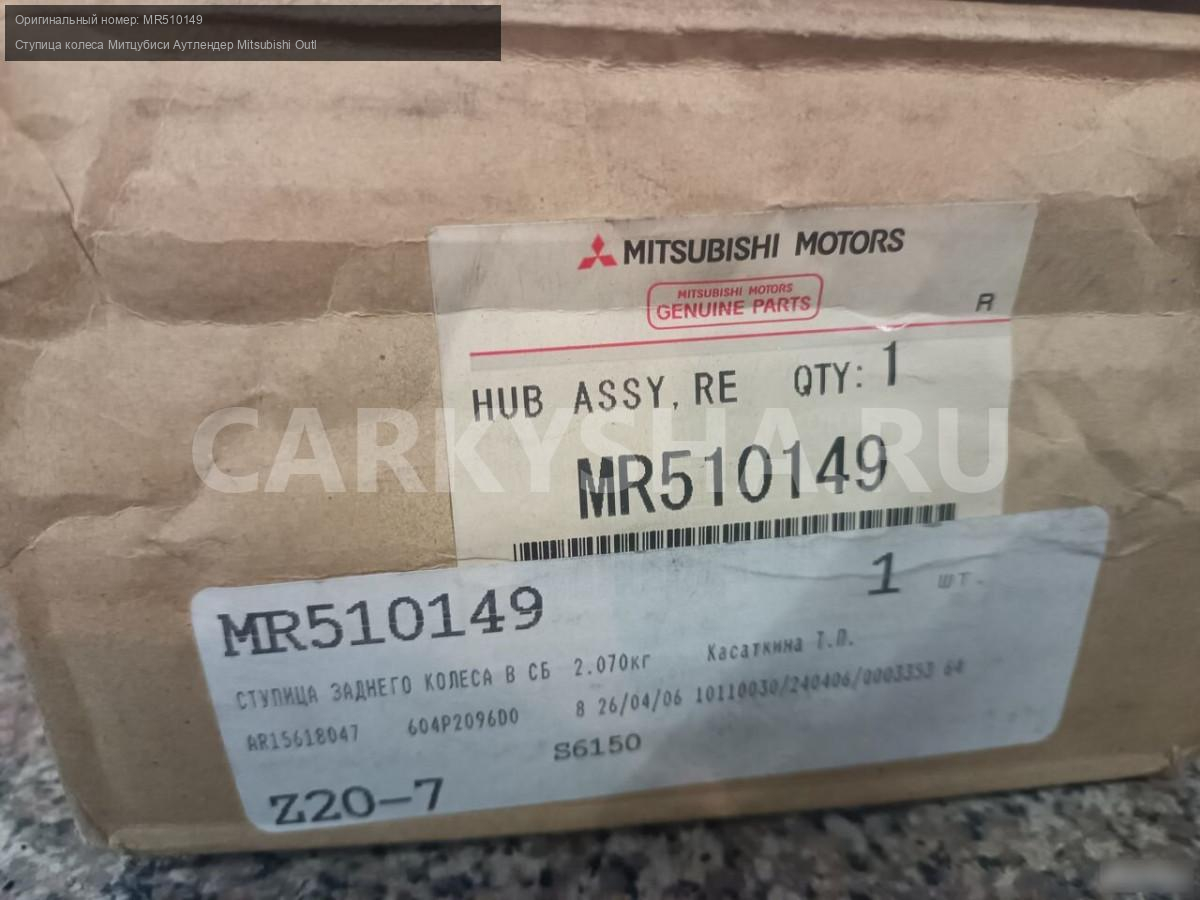 Оригинальный номер: MR510149
Ступица колеса Митцубиси Аутлендер Mitsubishi Outl
MITSUBISHI MOTORS
MITSUBISHI MOTORS
GENUINE PARTS
R
HUB ASSY, RE QTY: 1
CARKYSHA.RU
MR510149
MR510149 1 шт.
СТУПИЦА ЗАДНЕГО КОЛЕСА В СБ 2.070кг Касаткина Т.П.
AR15618047 604P2096D0 8 26/04/06 10110030/240406/0003353 64
S6150
Z20-7